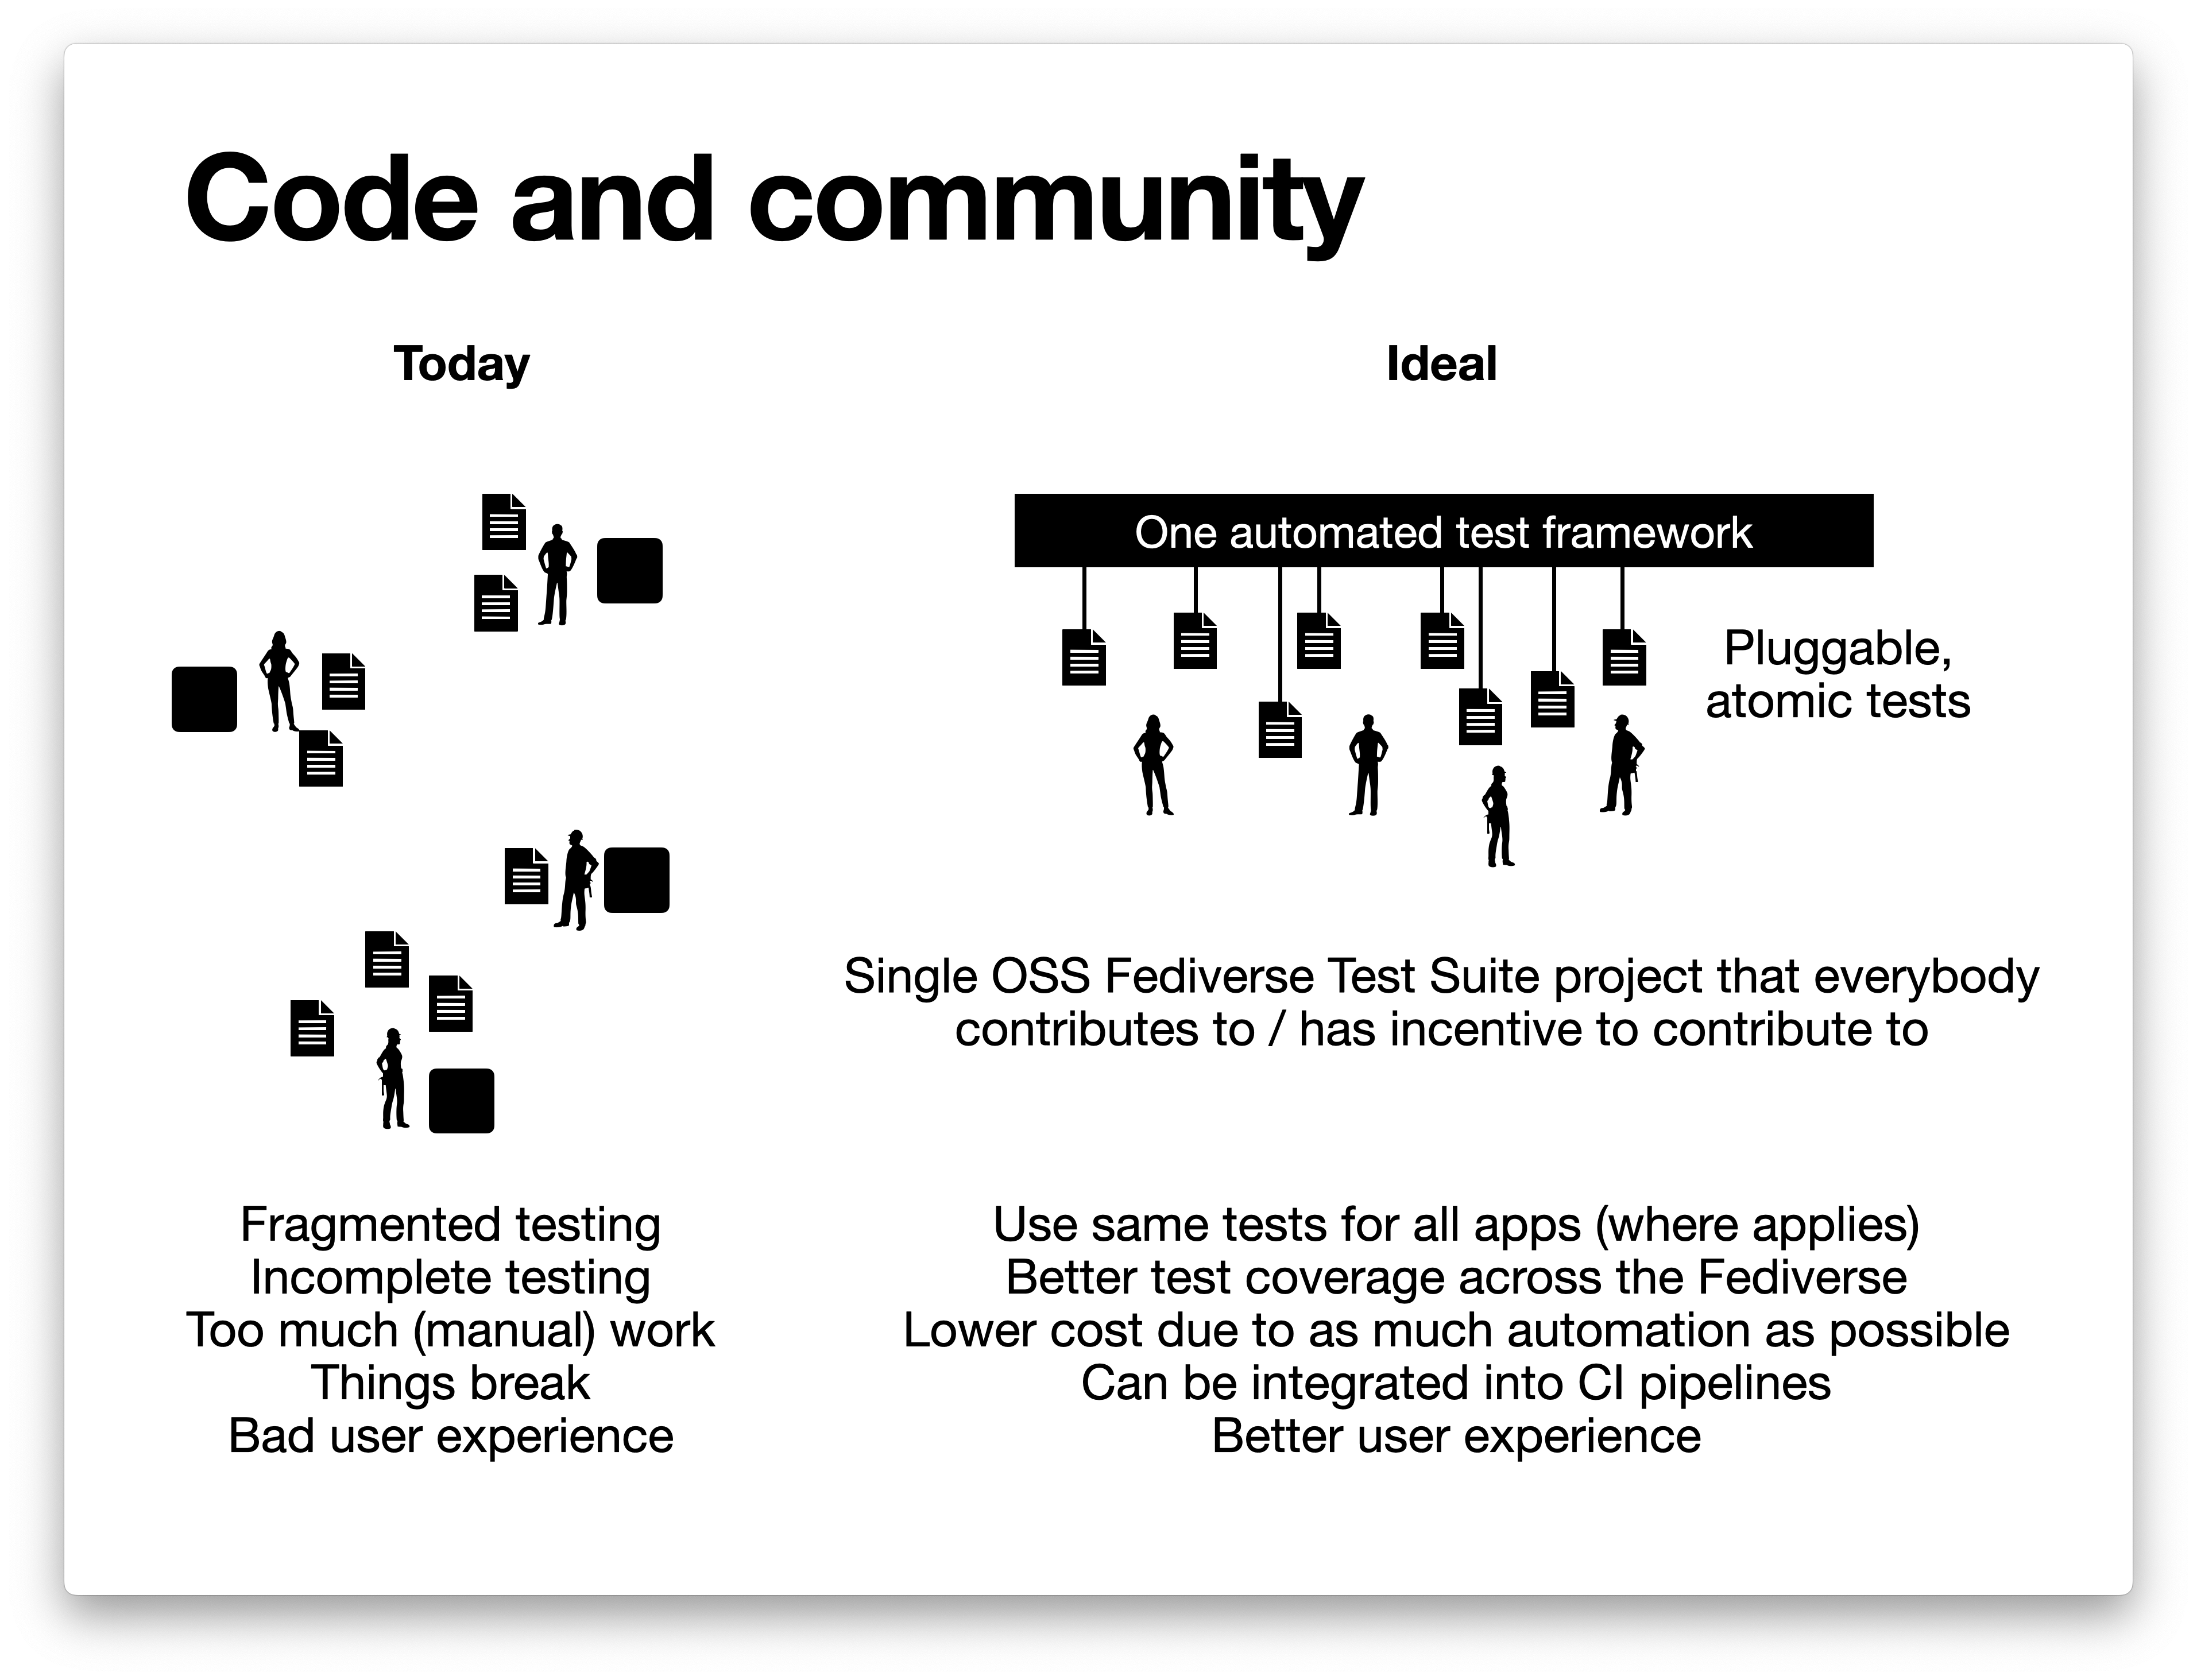 Code and community
Today
Ideal
One automated test framework
Pluggable,
atomic tests
Single OSS Fediverse Test Suite project that everybody
contributes to / has incentive to contribute to
Fragmented testing
Incomplete testing
Too much (manual) work
Things break
Bad user experience
Use same tests for all apps (where applies)
Better test coverage across the Fediverse
Lower cost due to as much automation as possible
Can be integrated into CI pipelines
Better user experience